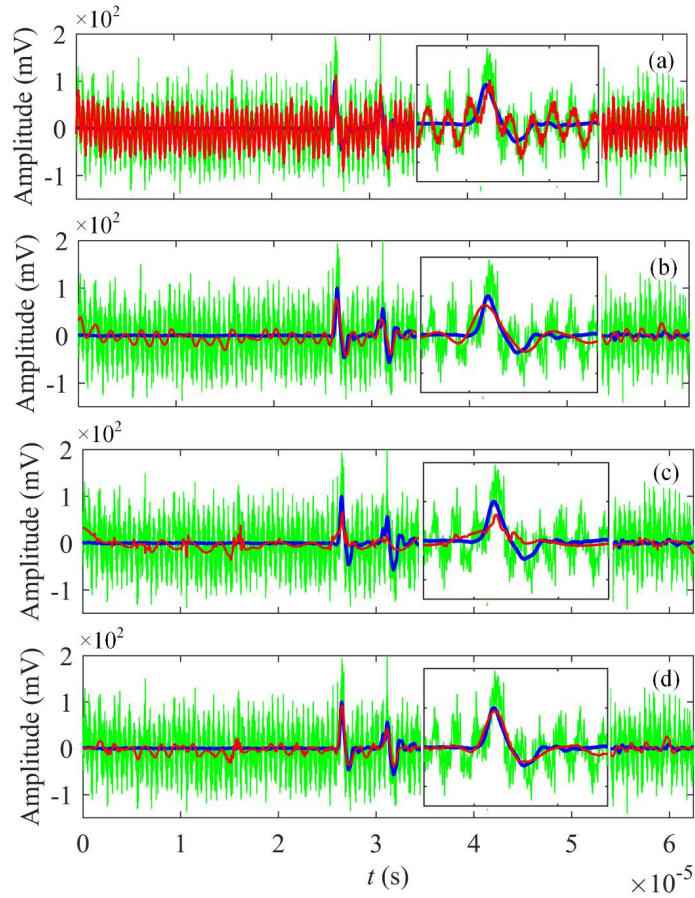 ×10²
2
1
0
-1
Amplitude (mV)
(a)
×10²
2
1
0
-1
Amplitude (mV)
(b)
×10²
2
1
0
-1
Amplitude (mV)
(c)
×10²
2
1
0
-1
Amplitude (mV)
(d)
0 1 2 3 4 5 6
t (s)
×10⁻⁵